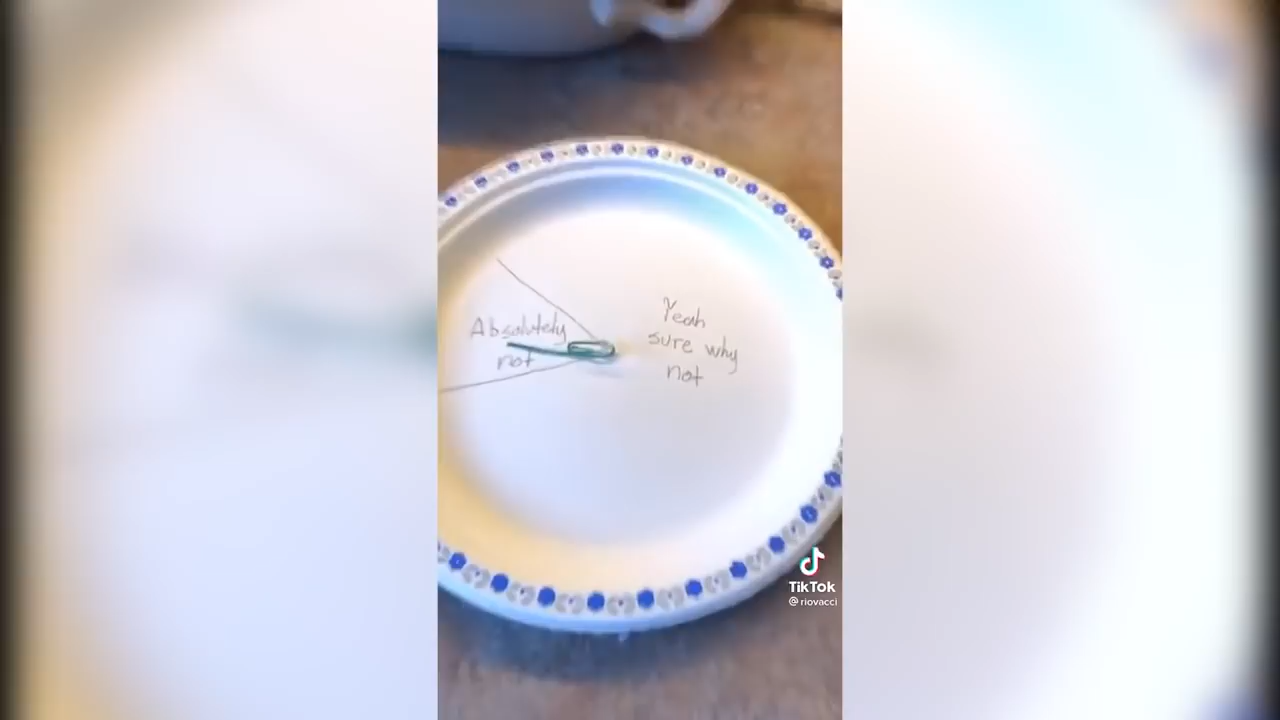 Absolutely
not
Yeah
sure why
not
TikTok
@riovacci